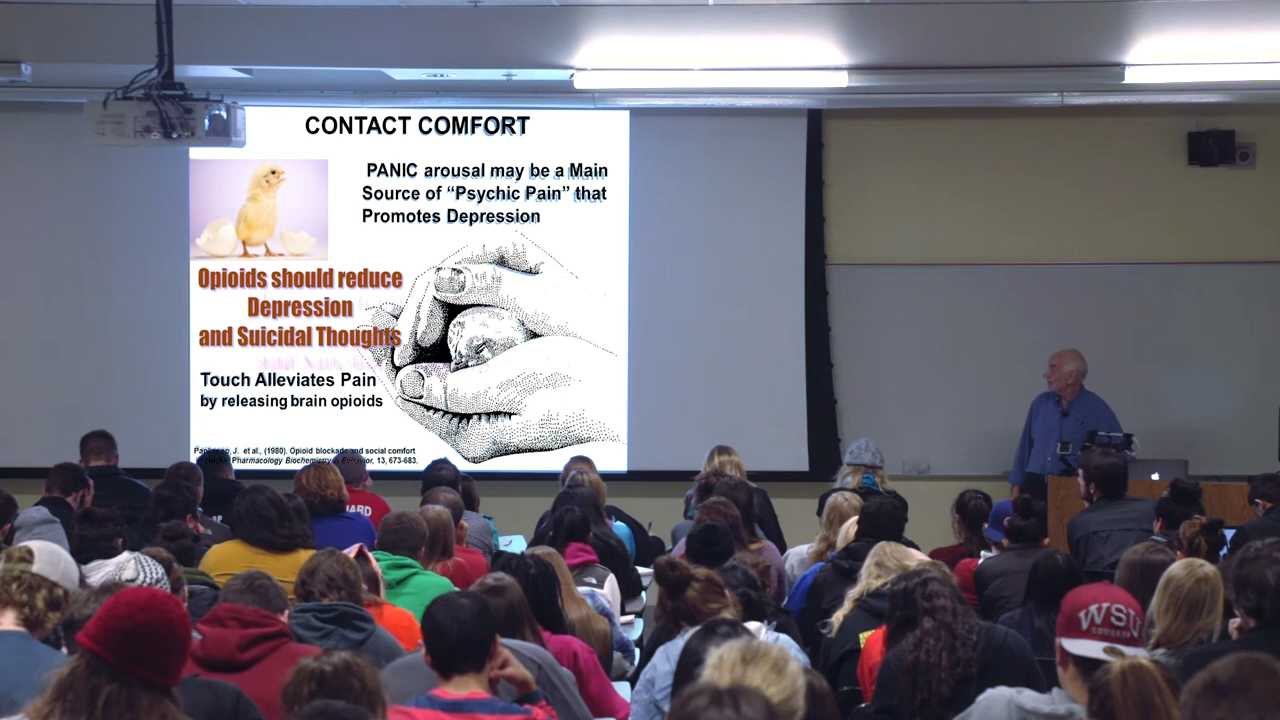 CONTACT COMFORT
PANIC arousal may be a Main
Source of “Psychic Pain” that
Promotes Depression
Opioids should reduce
Depression
and Suicidal Thoughts
Touch Alleviates Pain
by releasing brain opioids
J. et al., (1980). Opioid blockade and social comfort
Pharmacology Biochemistry & Behavior, 13, 673-683.
WSU
COUGARS